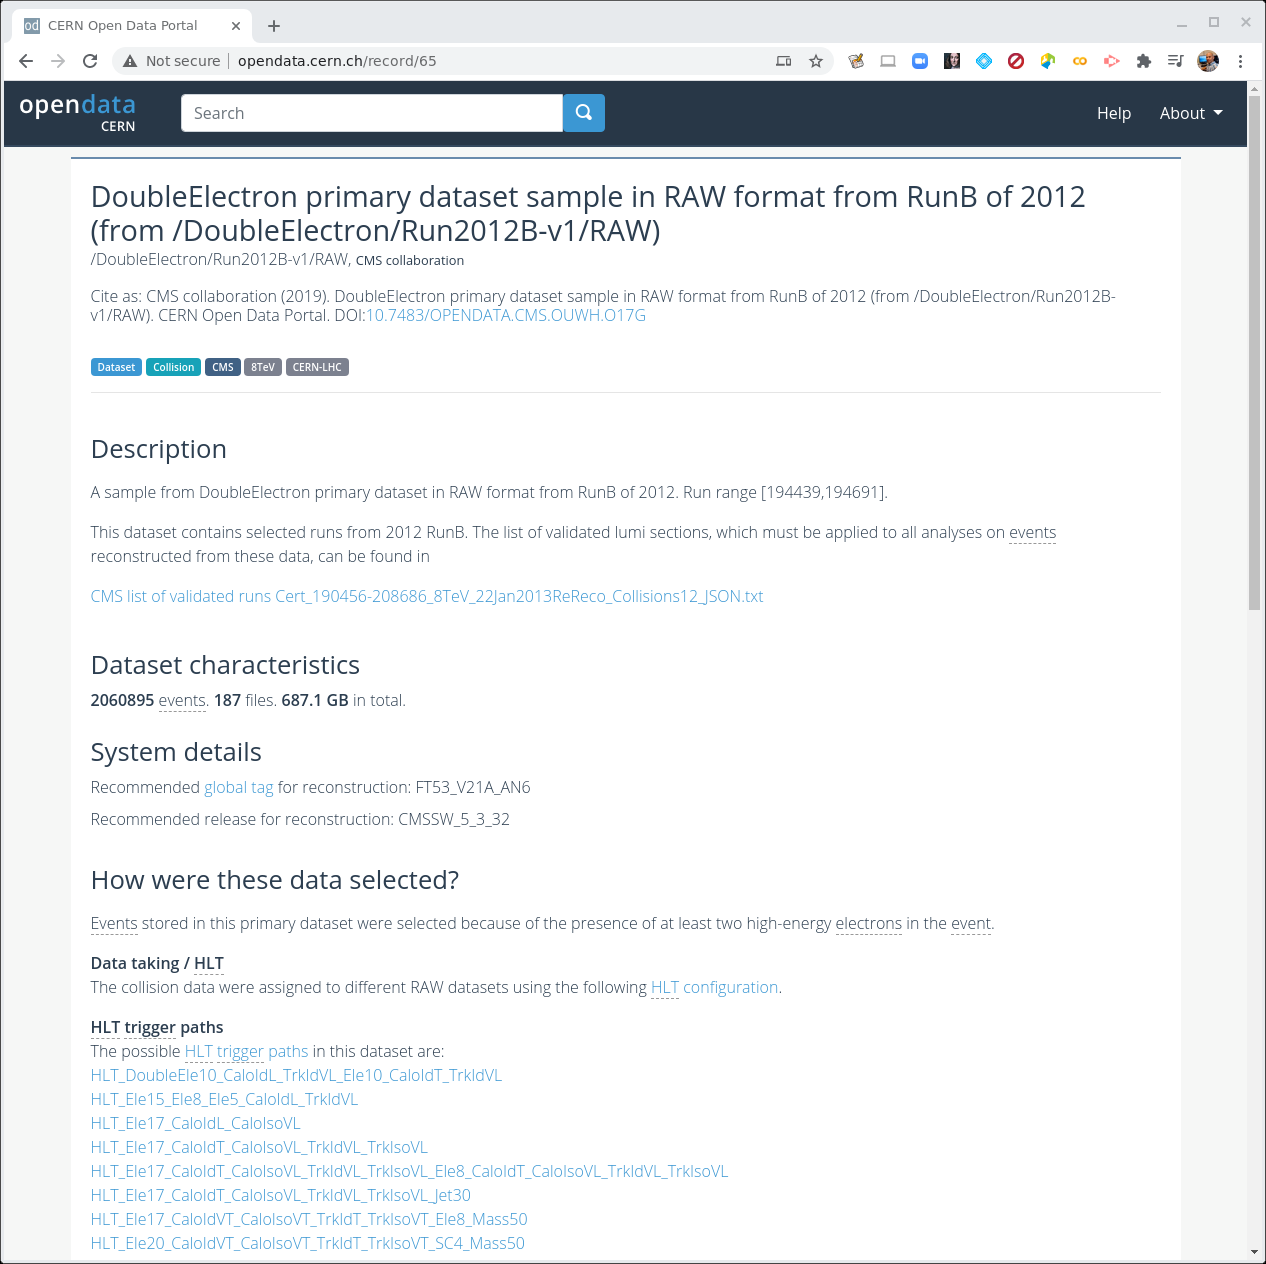 od CERN Open Data Portal
Not secure opendata.cern.ch/record/65
opendata
CERN
Search
Help About
DoubleElectron primary dataset sample in RAW format from RunB of 2012
(from /DoubleElectron/Run2012B-v1/RAW)
/DoubleElectron/Run2012B-v1/RAW, CMS collaboration
Cite as: CMS collaboration (2019). DoubleElectron primary dataset sample in RAW format from RunB of 2012 (from /DoubleElectron/Run2012B-
v1/RAW). CERN Open Data Portal. DOI:10.7483/OPENDATA.CMS.OUWH.O17G
Dataset Collision CMS 8TeV CERN-LHC
Description
A sample from DoubleElectron primary dataset in RAW format from RunB of 2012. Run range [194439,194691].
This dataset contains selected runs from 2012 RunB. The list of validated lumi sections, which must be applied to all analyses on events
reconstructed from these data, can be found in
CMS list of validated runs Cert_190456-208686_8TeV_22Jan2013ReReco_Collisions12_JSON.txt
Dataset characteristics
2060895 events. 187 files. 687.1 GB in total.
System details
Recommended global tag for reconstruction: FT53_V21A_AN6
Recommended release for reconstruction: CMSSW_5_3_32
How were these data selected?
Events stored in this primary dataset were selected because of the presence of at least two high-energy electrons in the event.
Data taking / HLT
The collision data were assigned to different RAW datasets using the following HLT configuration.
HLT trigger paths
The possible HLT trigger paths in this dataset are:
HLT_DoubleEle10_CaloIdL_TrkIdVL_Ele10_CaloIdT_TrkIdVL
HLT_Ele15_Ele8_Ele5_CaloIdL_TrkIdVL
HLT_Ele17_CaloIdL_CaloIsoVL
HLT_Ele17_CaloIdT_CaloIsoVL_TrkIdVL_TrkIsoVL
HLT_Ele17_CaloIdT_CaloIsoVL_TrkIdVL_TrkIsoVL_Ele8_CaloIdT_CaloIsoVL_TrkIdVL_TrkIsoVL
HLT_Ele17_CaloIdT_CaloIsoVL_TrkIdVL_TrkIsoVL_Jet30
HLT_Ele17_CaloIdVT_CaloIsoVT_TrkIdT_TrkIsoVT_Ele8_Mass50
HLT_Ele20_CaloIdVT_CaloIsoVT_TrkIdT_TrkIsoVT_SC4_Mass50